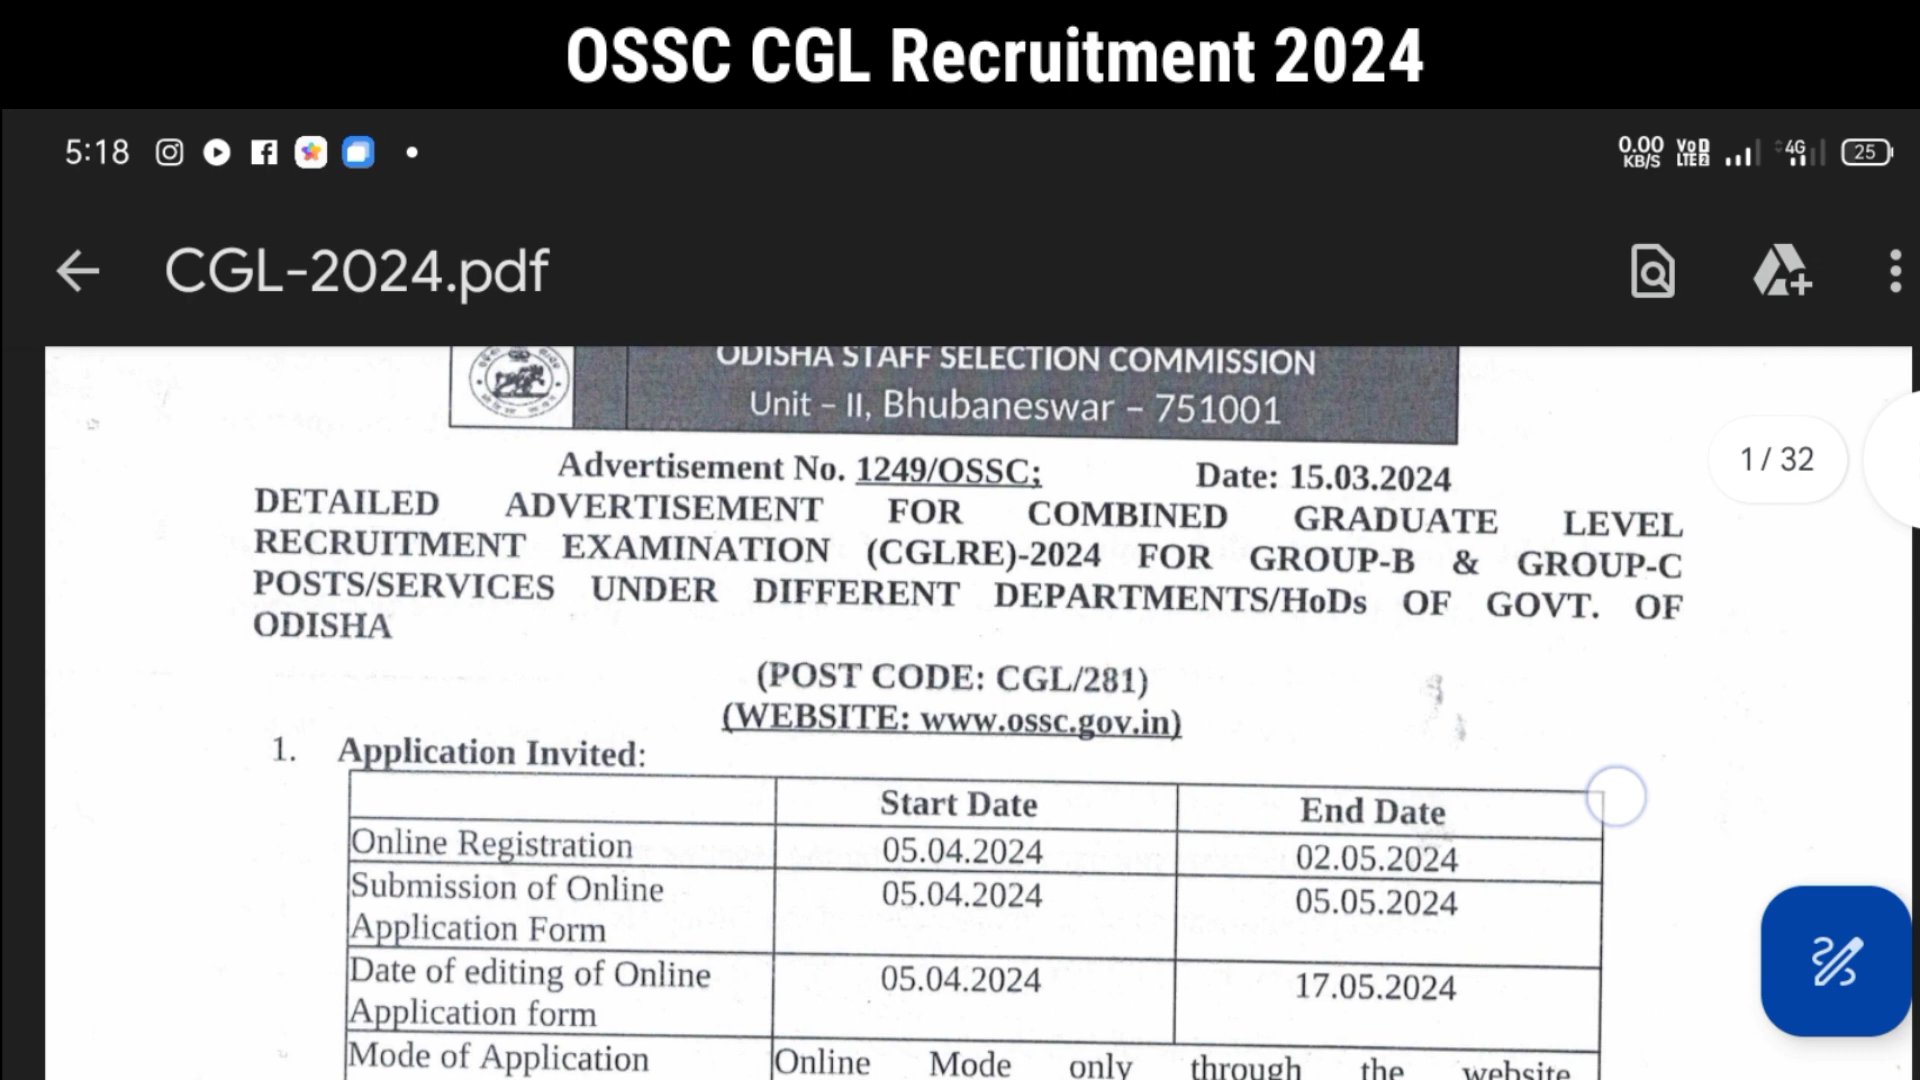 OSSC CGL Recruitment 2024
5:18
0.00 KB/S
VoD LTE2
4G
25
CGL-2024.pdf
ODISHA STAFF SELECTION COMMISSION
Unit – II, Bhubaneswar – 751001
1 / 32
Advertisement No. 1249/OSSC; Date: 15.03.2024
DETAILED ADVERTISEMENT FOR COMBINED GRADUATE LEVEL
RECRUITMENT EXAMINATION (CGLRE)-2024 FOR GROUP-B & GROUP-C
POSTS/SERVICES UNDER DIFFERENT DEPARTMENTS/HoDs OF GOVT. OF
ODISHA
(POST CODE: CGL/281)
(WEBSITE: www.ossc.gov.in)
1. Application Invited:
Start Date End Date
Online Registration 05.04.2024 02.05.2024
Submission of Online 05.04.2024 05.05.2024
Application Form
Date of editing of Online 05.04.2024 17.05.2024
Application form
Mode of Application Online Mode only through the website